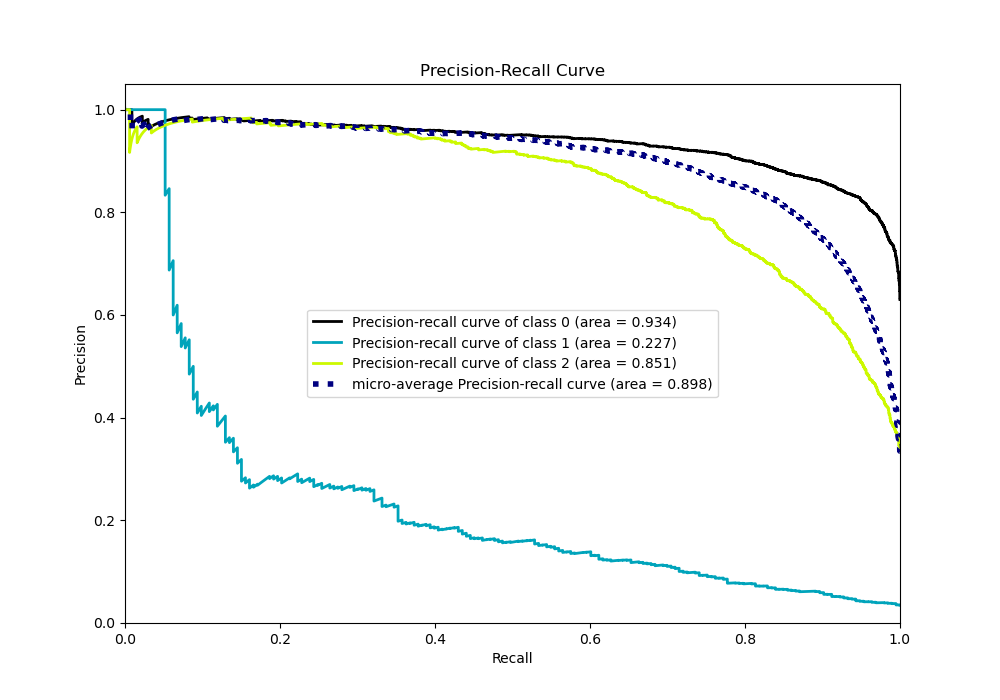 Precision-Recall Curve
1.0
0.8
0.6
0.4
0.2
0.0
Precision
Precision-recall curve of class 0 (area = 0.934)
Precision-recall curve of class 1 (area = 0.227)
Precision-recall curve of class 2 (area = 0.851)
micro-average Precision-recall curve (area = 0.898)
0.0 0.2 0.4 0.6 0.8 1.0
Recall